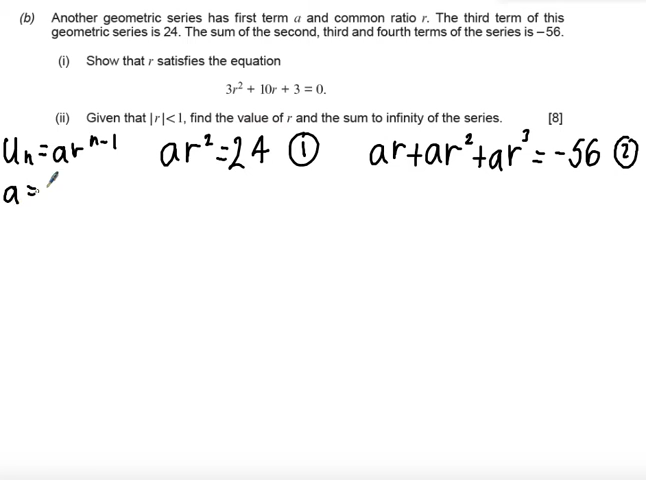 (b) Another geometric series has first term a and common ratio r. The third term of this
geometric series is 24. The sum of the second, third and fourth terms of the series is −56.
(i) Show that r satisfies the equation
3r² + 10r + 3 = 0.
(ii) Given that |r| < 1, find the value of r and the sum to infinity of the series. [8]
Uₙ = arⁿ⁻¹ ar² = 24 ① ar + ar² + ar³ = -56 ②
a =